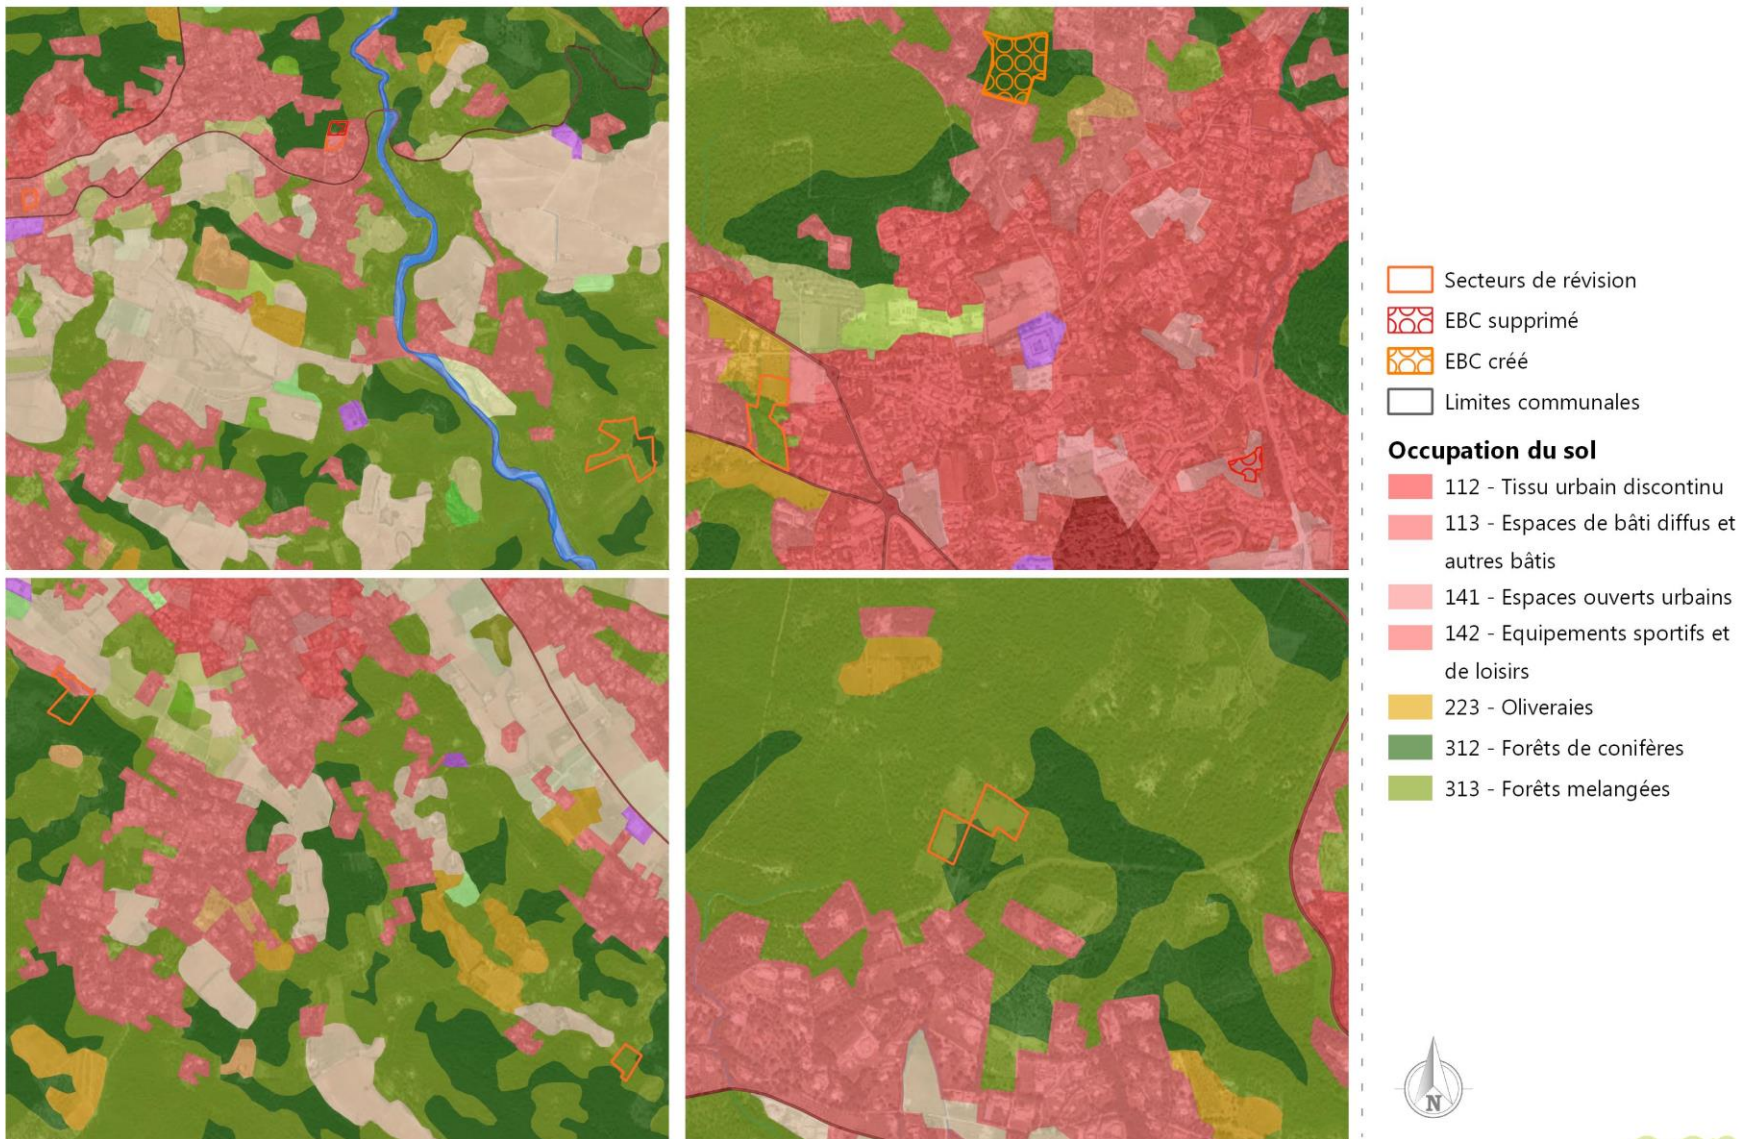 Secteurs de révision
EBC supprimé
EBC créé
Limites communales
Occupation du sol
112 - Tissu urbain discontinu
113 - Espaces de bâti diffus et
autres bâtis
141 - Espaces ouverts urbains
142 - Equipements sportifs et
de loisirs
223 - Oliveraies
312 - Forêts de conifères
313 - Forêts melangées
N